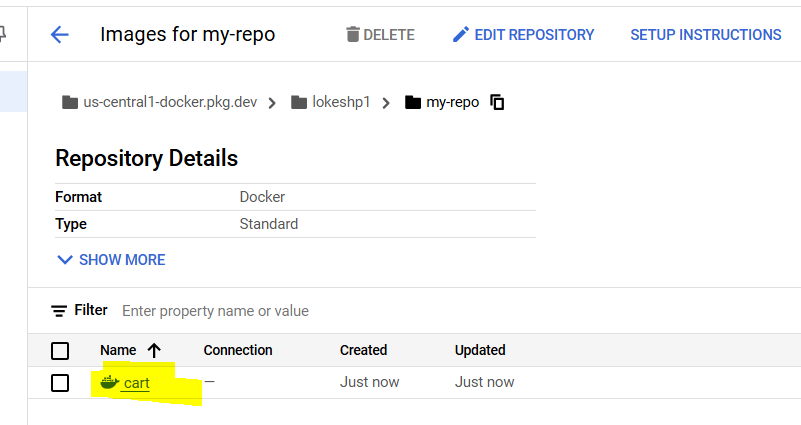 Images for my-repo DELETE EDIT REPOSITORY SETUP INSTRUCTIONS
us-central1-docker.pkg.dev lokeshp1 my-repo
Repository Details
Format Docker
Type Standard
SHOW MORE
Filter Enter property name or value
Name Connection Created Updated
cart — Just now Just now